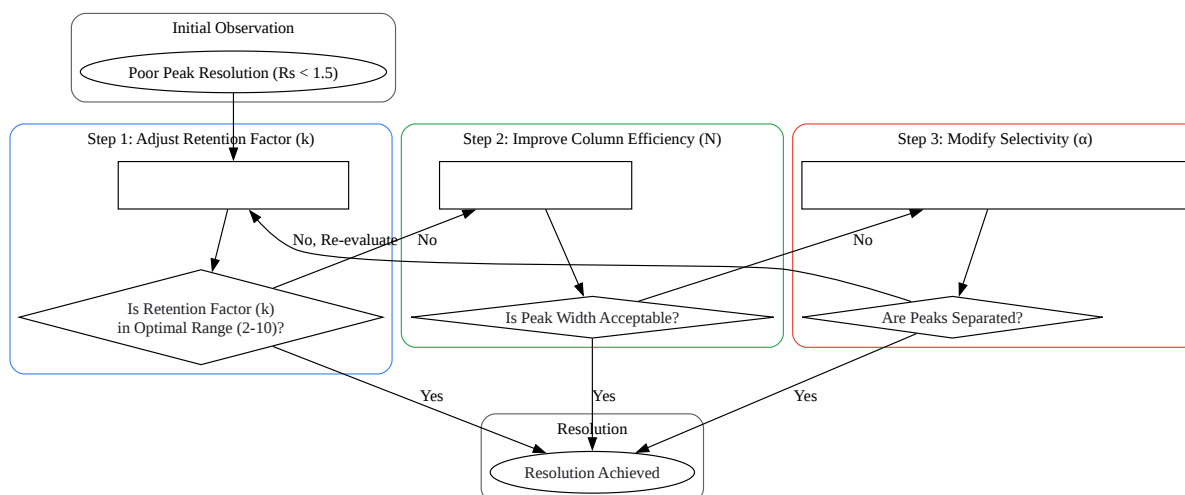 Initial Observation
Poor Peak Resolution (Rs < 1.5)
Step 1: Adjust Retention Factor (k)
Step 2: Improve Column Efficiency (N)
Step 3: Modify Selectivity (α)
No, Re-evaluate
No
No
Is Retention Factor (k)
in Optimal Range (2-10)?
Is Peak Width Acceptable?
Are Peaks Separated?
Yes
Yes
Yes
Resolution
Resolution Achieved